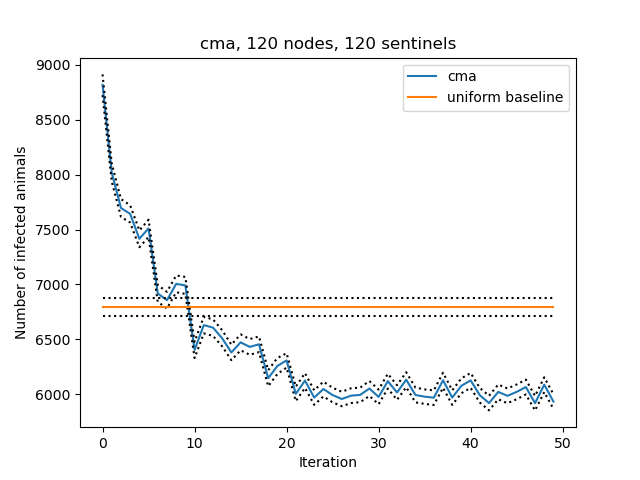 cma, 120 nodes, 120 sentinels
cma
uniform baseline
Number of infected animals
9000
8500
8000
7500
7000
6500
6000
0
10
20
30
40
50
Iteration